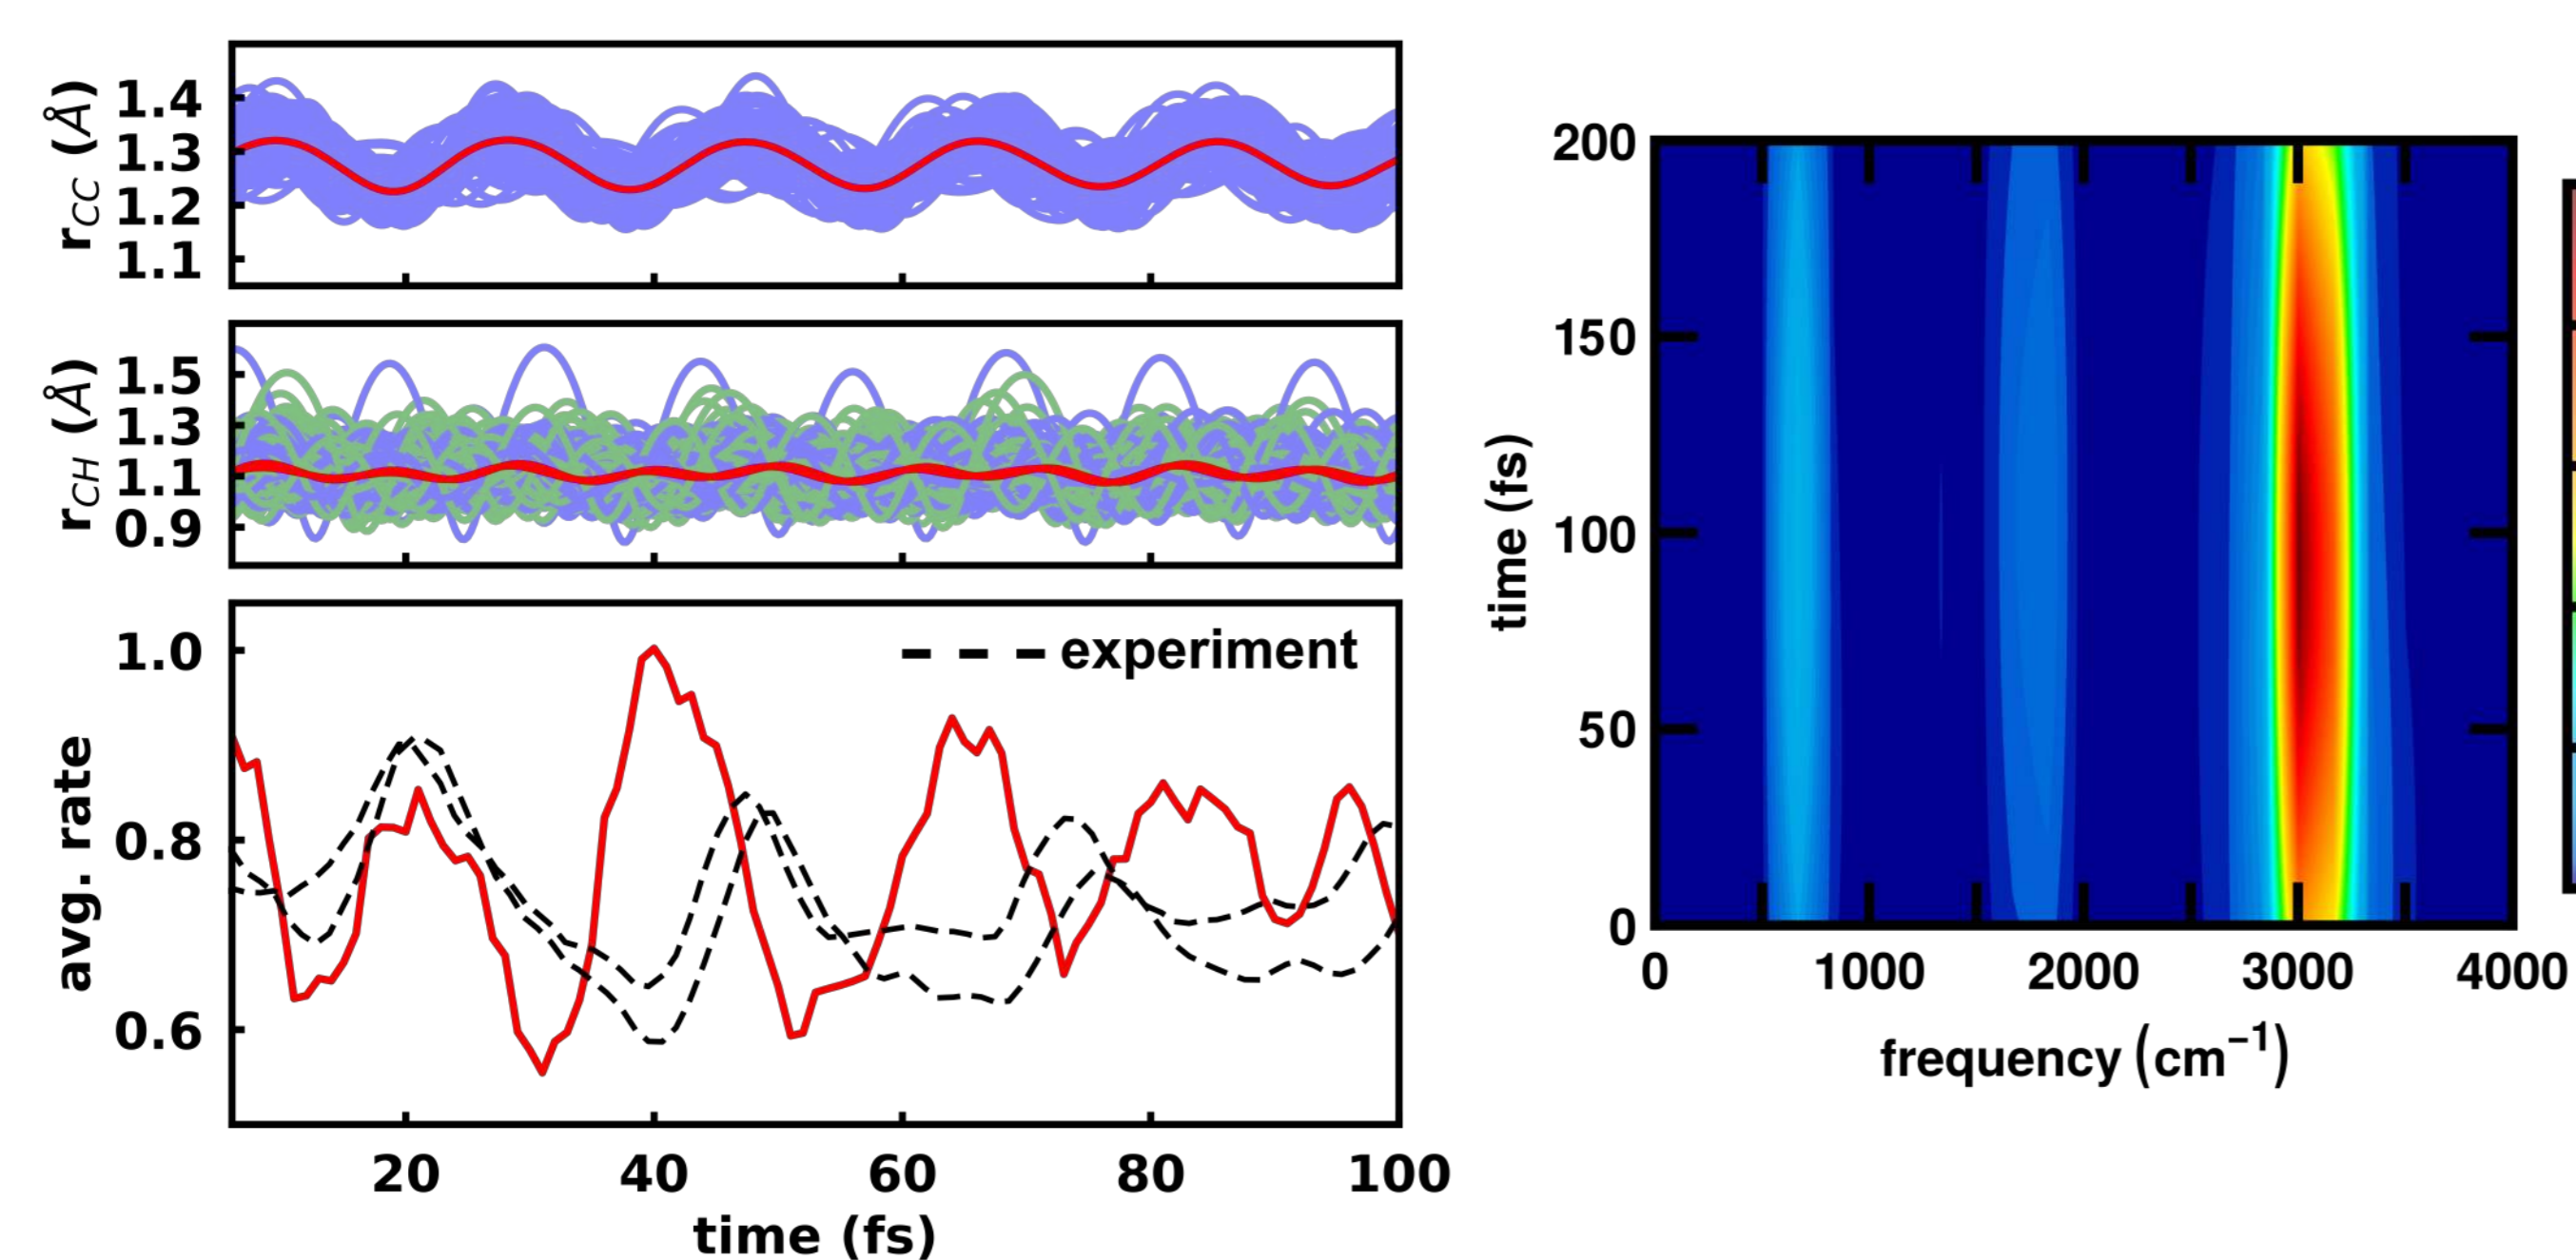 r_CC (Å)
1.4
1.3
1.2
1.1
r_CH (Å)
1.5
1.3
1.1
0.9
avg. rate
1.0
0.8
0.6
experiment
20 40 60 80 100
time (fs)
time (fs)
200
150
100
50
0
0 1000 2000 3000 4000
frequency (cm⁻¹)